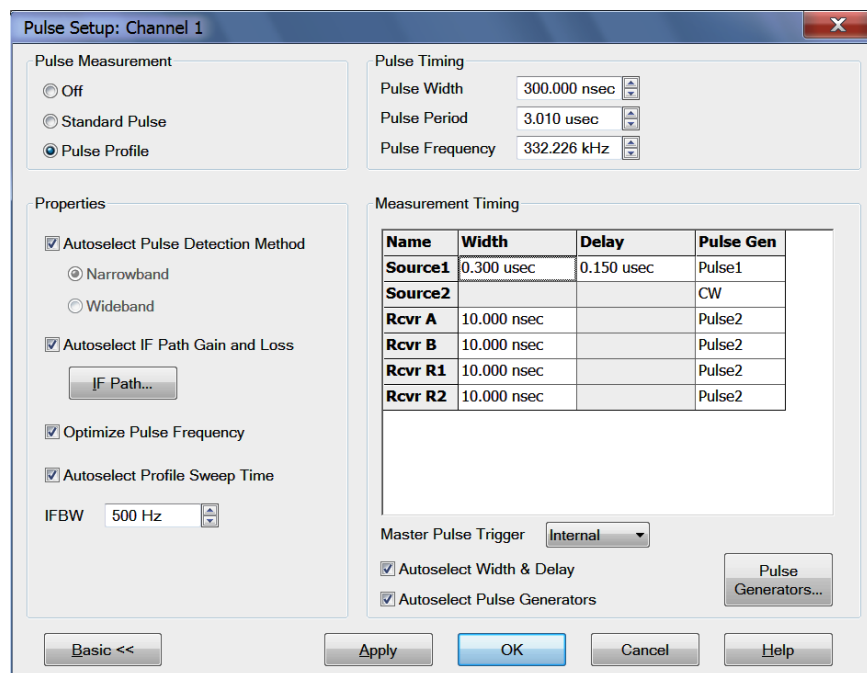 Pulse Setup: Channel 1
X
Pulse Measurement
Off
Standard Pulse
Pulse Profile
Pulse Timing
Pulse Width 300.000 nsec
Pulse Period 3.010 usec
Pulse Frequency 332.226 kHz
Properties
Autoselect Pulse Detection Method
Narrowband
Wideband
Autoselect IF Path Gain and Loss
IF Path...
Optimize Pulse Frequency
Autoselect Profile Sweep Time
IFBW 500 Hz
Measurement Timing
Name Width Delay Pulse Gen
Source1 0.300 usec 0.150 usec Pulse1
Source2 CW
Rcvr A 10.000 nsec Pulse2
Rcvr B 10.000 nsec Pulse2
Rcvr R1 10.000 nsec Pulse2
Rcvr R2 10.000 nsec Pulse2
Master Pulse Trigger Internal
Autoselect Width & Delay
Autoselect Pulse Generators
Pulse
Generators...
Basic << Apply OK Cancel Help